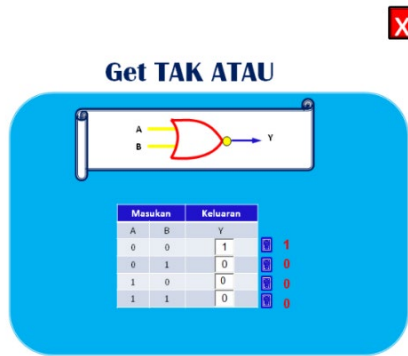 X
Get TAK ATAU
A
B
Y
Masukan Keluaran
A B Y
0 0 1 1
0 1 0 0
1 0 0 0
1 1 0 0